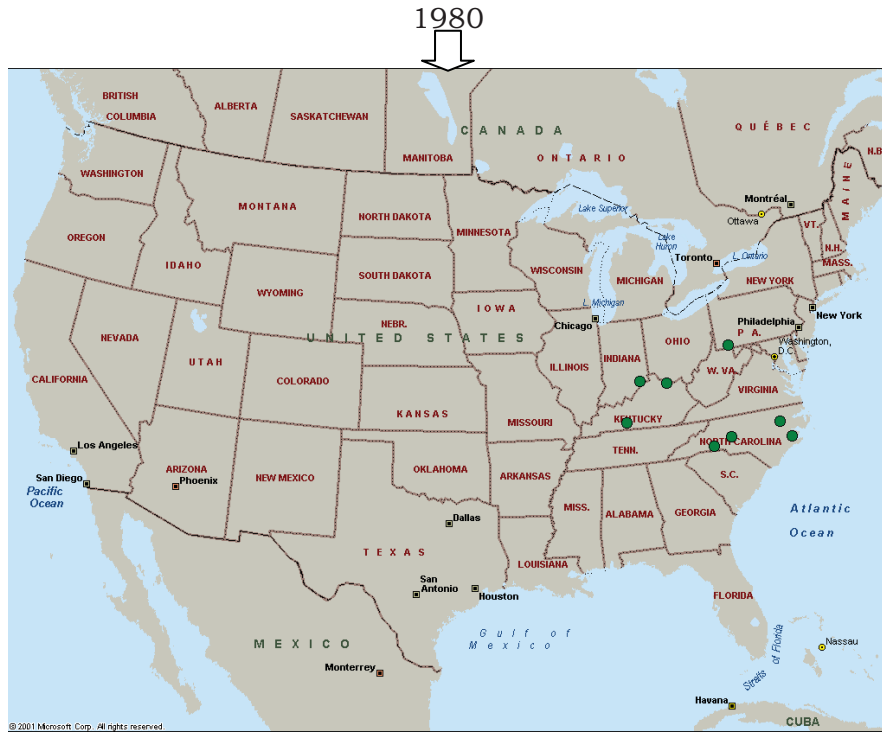 1980
BRITISH
COLUMBIA
ALBERTA
SASKATCHEWAN
MANITOBA
CANADA
ONTARIO
QUÉBEC
N.B
MAINE
WASHINGTON
MONTANA
NORTH DAKOTA
MINNESOTA
Lake Superior
Montréal
Ottawa
VT.
N.H.
MASS.
OREGON
IDAHO
SOUTH DAKOTA
WISCONSIN
Lake
Huron
MICHIGAN
Toronto
L. Ontario
NEW YORK
WYOMING
IOWA
L. Michigan
Chicago
New York
Philadelphia
P A.
Washington,
D.C.
NEVADA
NEBR.
UNITED STATES
UTAH
COLORADO
ILLINOIS
INDIANA
OHIO
W. VA.
VIRGINIA
CALIFORNIA
KANSAS
MISSOURI
KENTUCKY
TENN.
NORTH CAROLINA
Los Angeles
San Diego
Pacific
Ocean
ARIZONA
Phoenix
NEW MEXICO
OKLAHOMA
ARKANSAS
S.C.
MISS.
ALABAMA
GEORGIA
Atlantic
Ocean
Dallas
TEXAS
LOUISIANA
San
Antonio
Houston
FLORIDA
MEXICO
Gulf of
Mexico
Straits of Florida
Nassau
Monterrey
Havana
CUBA
© 2001 Microsoft Corp. All rights reserved.